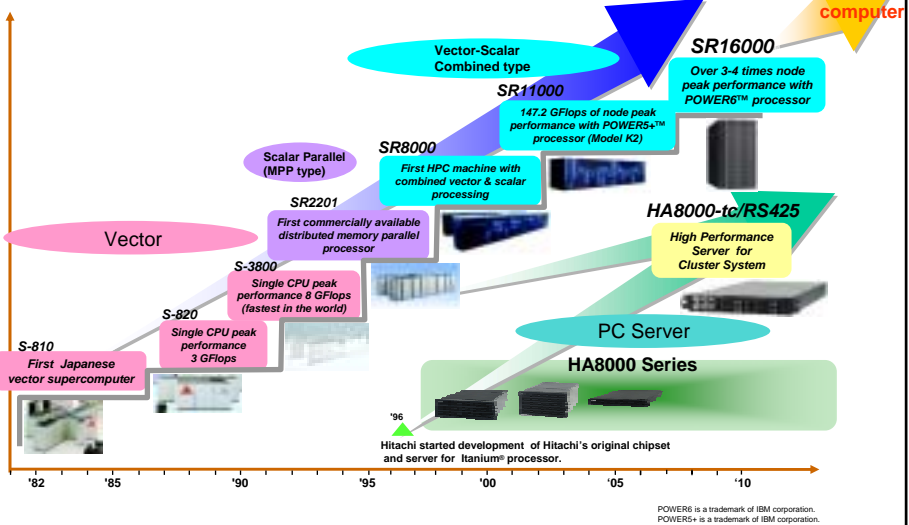 computer
SR16000
Over 3-4 times node
peak performance with
POWER6™ processor
Vector-Scalar
Combined type
SR11000
147.2 GFlops of node peak
performance with POWER5+™
processor (Model K2)
Scalar Parallel
(MPP type)
SR8000
First HPC machine with
combined vector & scalar
processing
SR2201
First commercially available
distributed memory parallel
processor
Vector
S-3800
Single CPU peak
performance 8 GFlops
(fastest in the world)
S-820
Single CPU peak
performance
3 GFlops
S-810
First Japanese
vector supercomputer
HA8000-tc/RS425
High Performance
Server for
Cluster System
PC Server
HA8000 Series
'96
Hitachi started development of Hitachi's original chipset
and server for Itanium® processor.
'82 '85 '90 '95 '00 '05 '10
POWER6 is a trademark of IBM corporation.
POWER5+ is a trademark of IBM corporation.